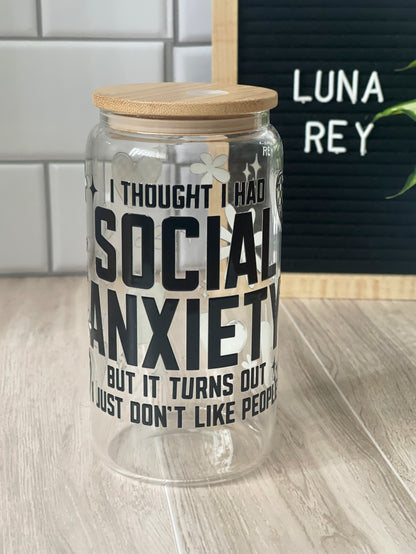 LUNA
REY
I THOUGHT I HAD
SOCIAL
ANXIETY
BUT IT TURNS OUT
I JUST DON'T LIKE PEOPLE